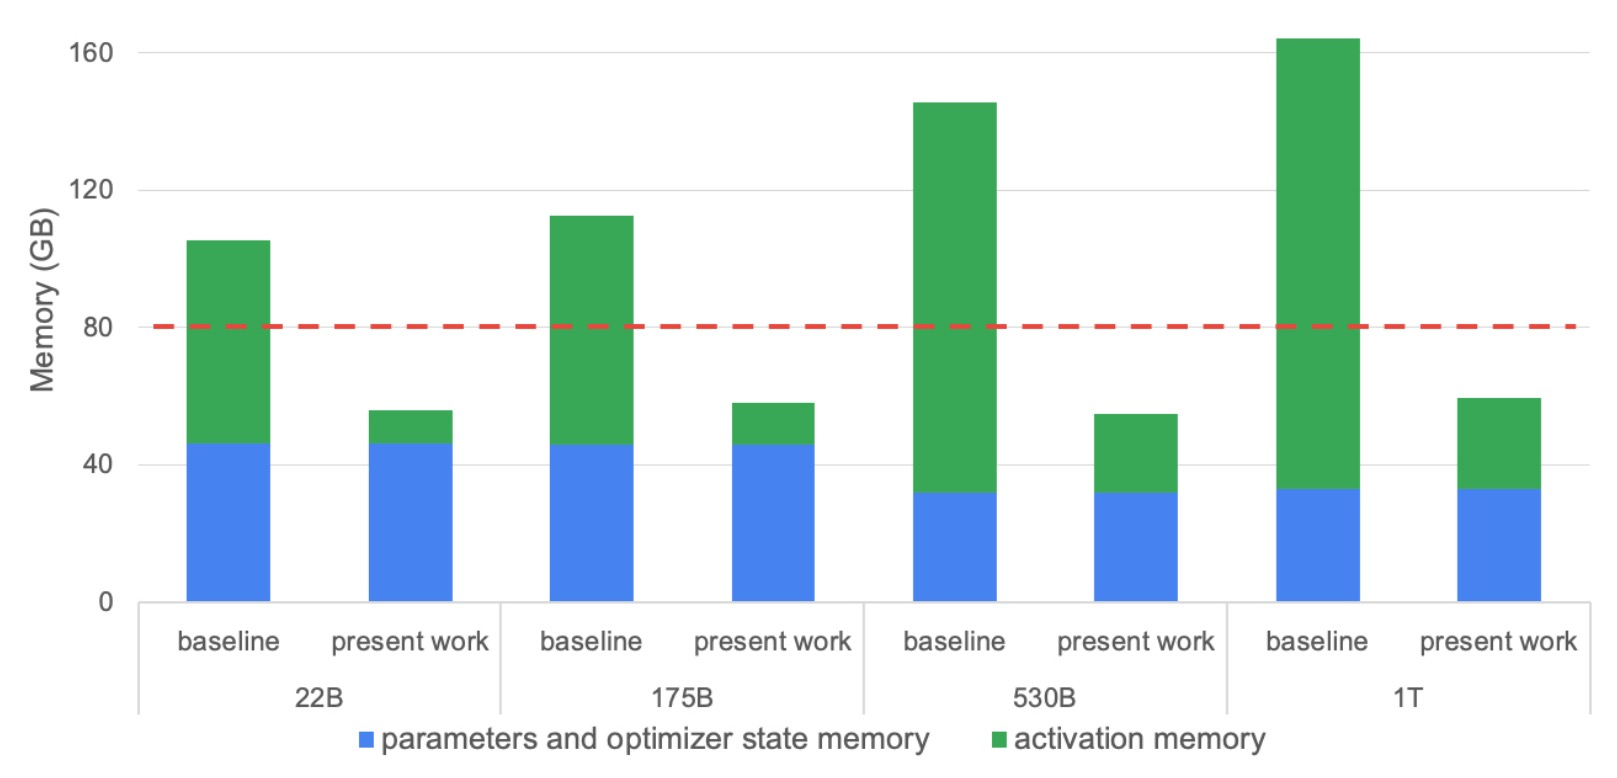 160
120
80
40
0
Memory (GB)
baseline present work baseline present work baseline present work baseline present work
22B 175B 530B 1T
parameters and optimizer state memory activation memory